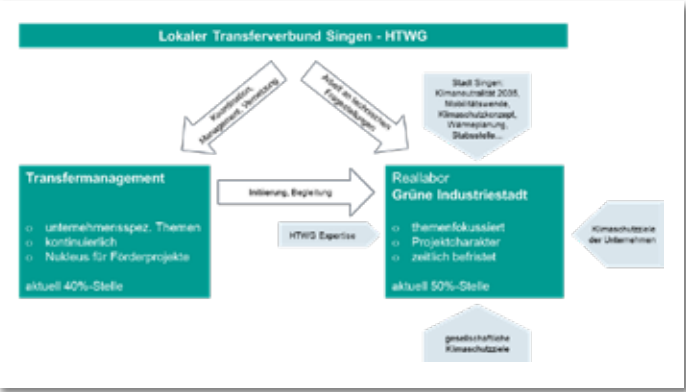 Lokaler Transferverbund Singen - HTWG
Koordination,
Management, Vernetzung
Arbeit an technischen
Fragestellungen
Stadt Singen:
Klimaneutralität 2035,
Mobilitätswende,
Klimaschutzkonzept,
Wärmeplanung,
Stabsstelle...
Transfermanagement
o unternehmensspez. Themen
o kontinuierlich
o Nukleus für Förderprojekte
aktuell 40%-Stelle
Initiierung, Begleitung
HTWG Expertise
Reallabor
Grüne Industriestadt
o themenfokussiert
o Projektcharakter
o zeitlich befristet
aktuell 50%-Stelle
Klimaschutzziele
der Unternehmen
gesellschaftliche
Klimaschutzziele